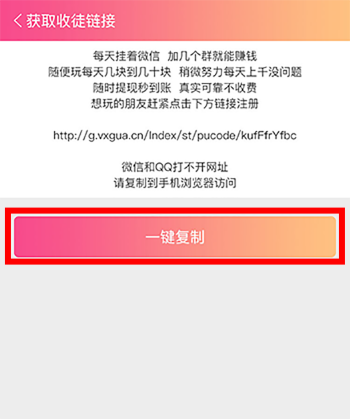 获取收徒链接
每天挂着微信 加几个群就能赚钱
随便玩每天几块到几十块 稍微努力每天上千没问题
随时提现秒到账 真实可靠不收费
想玩的朋友赶紧点击下方链接注册
http://g.vxgua.cn/Index/st/pucode/kufFfrYfbc
微信和QQ打不开网址
请复制到手机浏览器访问
一键复制